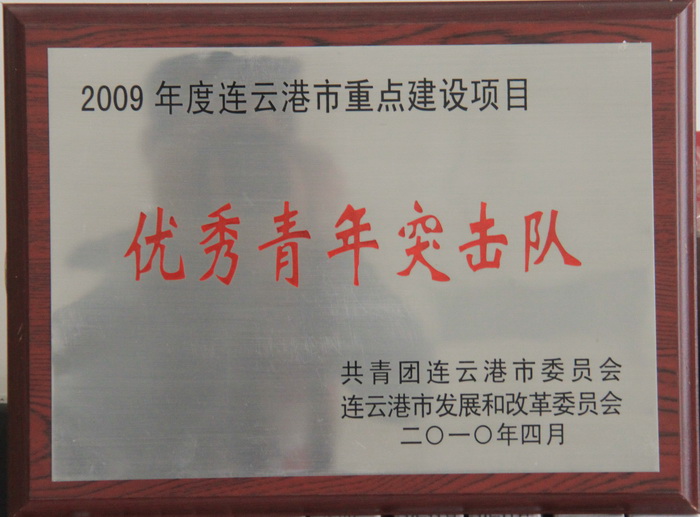 2009 年度连云港市重点建设项目
优秀青年突击队
共青团连云港市委员会
连云港市发展和改革委员会
二〇一〇年四月